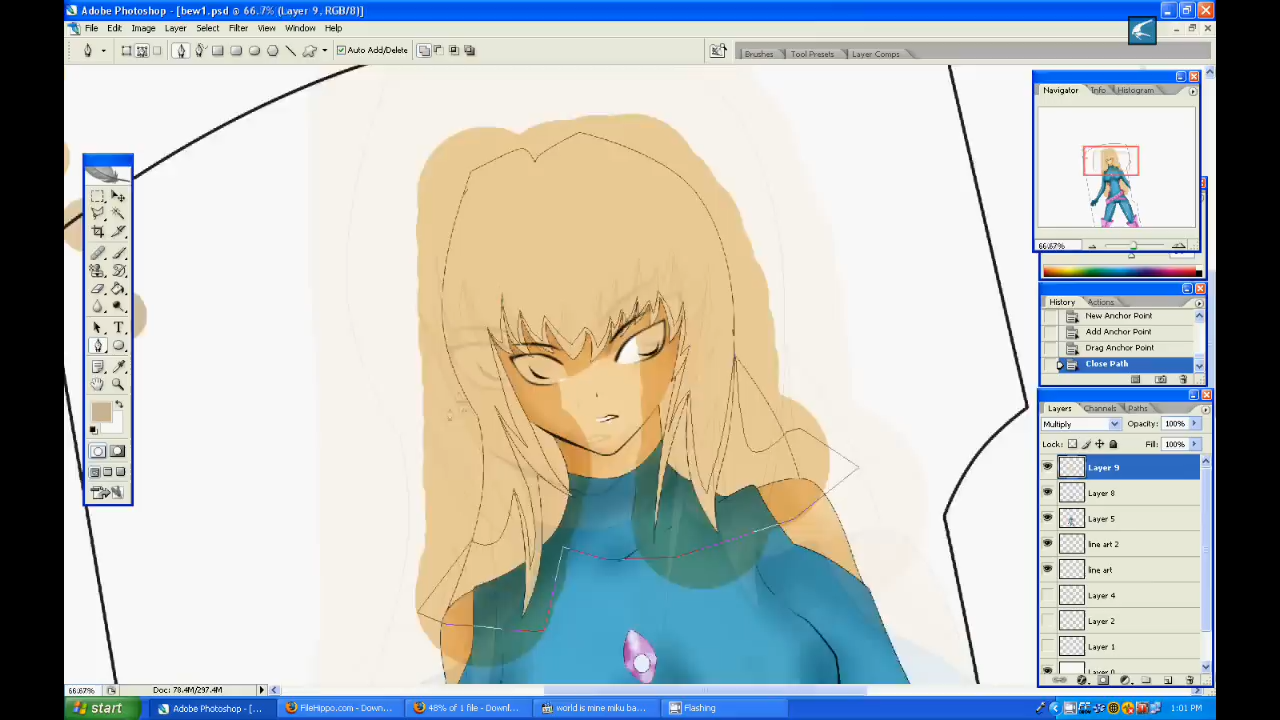 Adobe Photoshop - [bew1.psd @ 66.7% (Layer 9, RGB/8)]
File Edit Image Layer Select Filter View Window Help
Auto Add/Delete
Brushes Tool Presets Layer Comps
Navigator Info Histogram
66.67%
History Actions
New Anchor Point
Add Anchor Point
Drag Anchor Point
Close Path
Layers Channels Paths
Multiply Opacity: 100%
Lock: Fill: 100%
Layer 9
Layer 8
Layer 5
line art 2
line art
Layer 4
Layer 2
Layer 1
Layer 0
T
66.67% Doc: 78.4M/297.4M
start Adobe Photoshop - [... FileHippo.com - Down... 48% of 1 file - Downl... world is mine miku ba... Flashing 1:01 PM